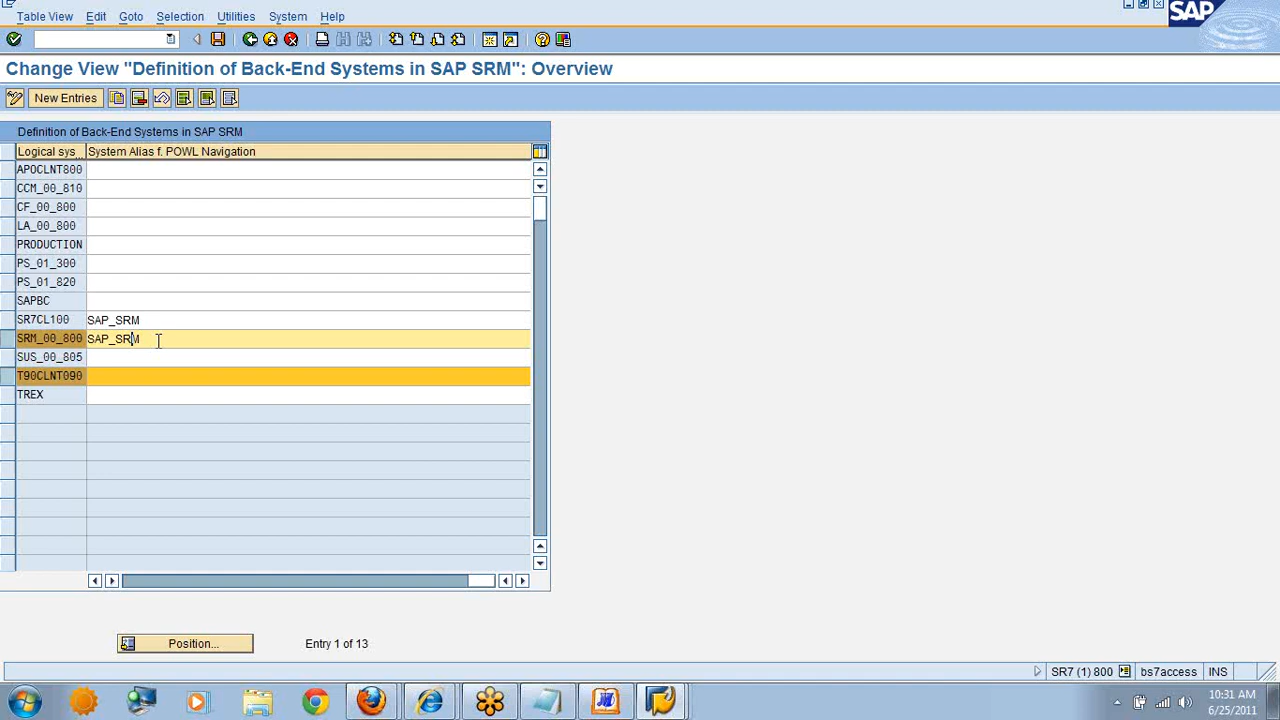 Table View Edit Goto Selection Utilities System Help
SAP
Change View "Definition of Back-End Systems in SAP SRM": Overview
New Entries
Definition of Back-End Systems in SAP SRM
Logical sys... System Alias f. POWL Navigation
APOCLNT800
CCM_00_810
CF_00_800
LA_00_800
PRODUCTION
PS_01_300
PS_01_820
SAPBC
SR7CL100 SAP_SRM
SRM_00_800 SAP_SRM
SUS_00_805
T90CLNT090
TREX
Position... Entry 1 of 13
SR7 (1) 800 bs7access INS
10:31 AM
6/25/2011